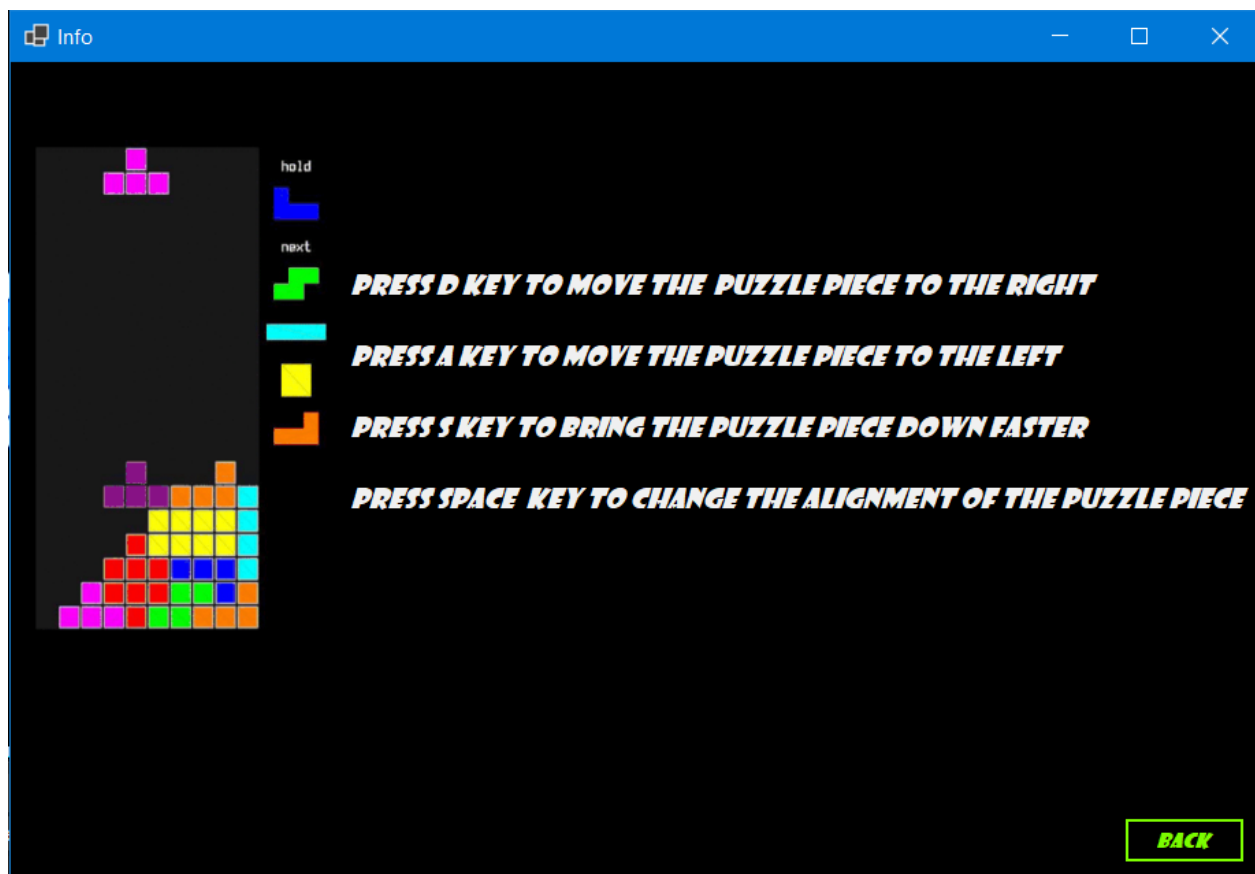 Info
hold
next
PRESS D KEY TO MOVE THE PUZZLE PIECE TO THE RIGHT
PRESS A KEY TO MOVE THE PUZZLE PIECE TO THE LEFT
PRESS S KEY TO BRING THE PUZZLE PIECE DOWN FASTER
PRESS SPACE KEY TO CHANGE THE ALIGNMENT OF THE PUZZLE PIECE
BACK